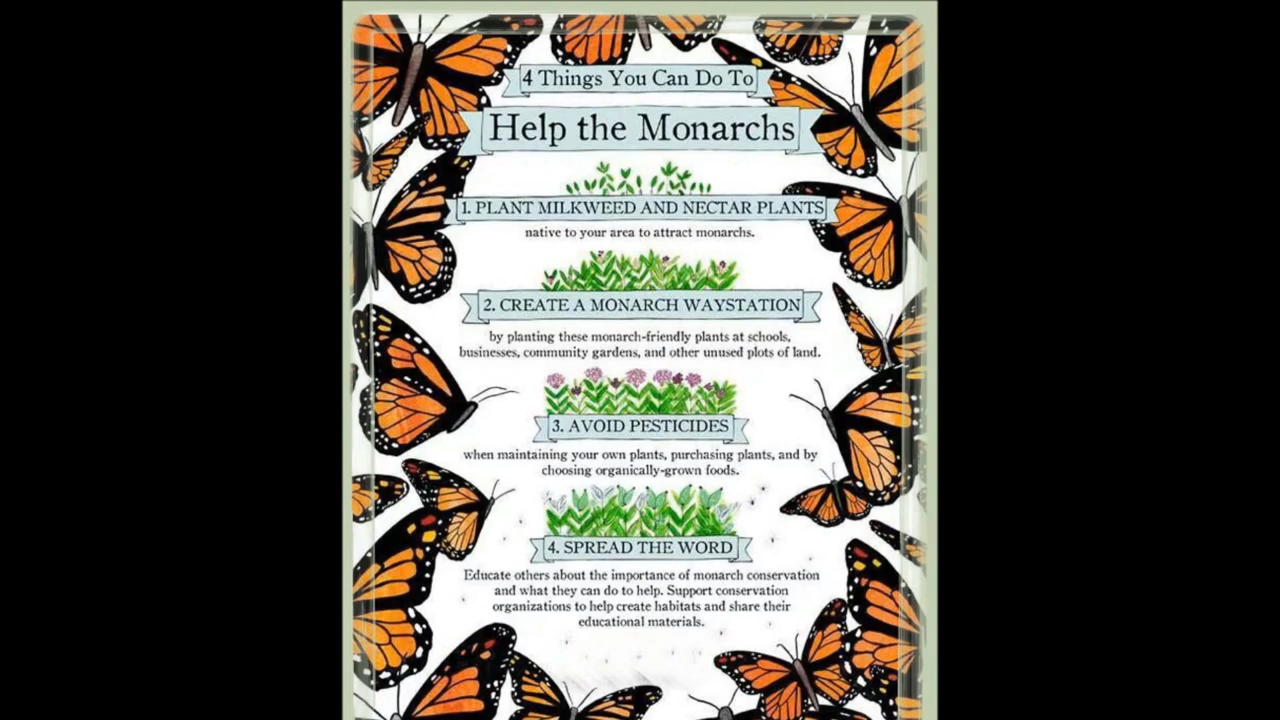 4 Things You Can Do To
Help the Monarchs
1. PLANT MILKWEED AND NECTAR PLANTS
native to your area to attract monarchs.
2. CREATE A MONARCH WAYSTATION
by planting these monarch-friendly plants at schools,
businesses, community gardens, and other unused plots of land.
3. AVOID PESTICIDES
when maintaining your own plants, purchasing plants, and by
choosing organically-grown foods.
4. SPREAD THE WORD
Educate others about the importance of monarch conservation
and what they can do to help. Support conservation
organizations to help create habitats and share their
educational materials.